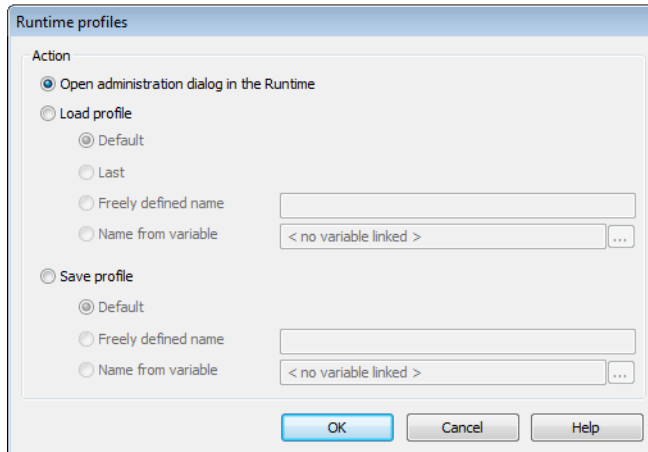 Runtime profiles
Action
Open administration dialog in the Runtime
Load profile
Default
Last
Freely defined name
Name from variable < no variable linked > ...
Save profile
Default
Freely defined name
Name from variable < no variable linked > ...
OK Cancel Help